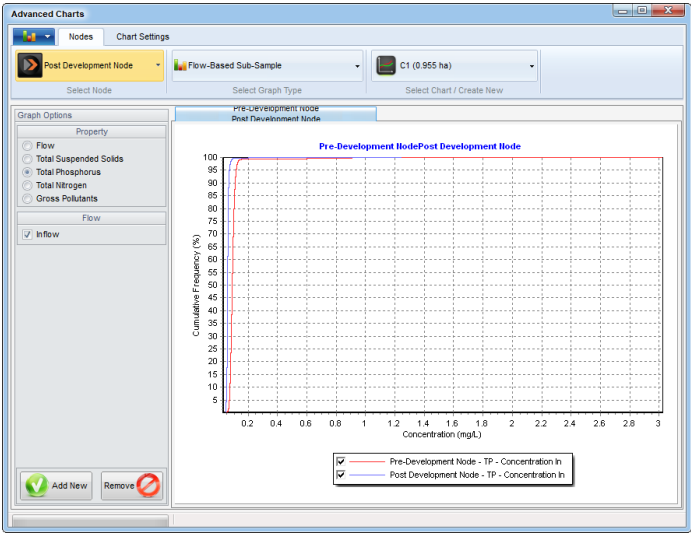 Advanced Charts
Nodes
Chart Settings
Post Development Node
Flow-Based Sub-Sample
C1 (0.955 ha)
Select Node
Select Graph Type
Select Chart / Create New
Graph Options
Property
Flow
Total Suspended Solids
Total Phosphorus
Total Nitrogen
Gross Pollutants
Flow
Inflow
Add New
Remove
Pre-Development Node
Post Development Node
Pre-Development NodePost Development Node
Cumulative Frequency (%)
100
95
90
85
80
75
70
65
60
55
50
45
40
35
30
25
20
15
10
5
0.2 0.4 0.6 0.8 1 1.2 1.4 1.6 1.8 2 2.2 2.4 2.6 2.8 3
Concentration (mg/L)
Pre-Development Node - TP - Concentration In
Post Development Node - TP - Concentration In